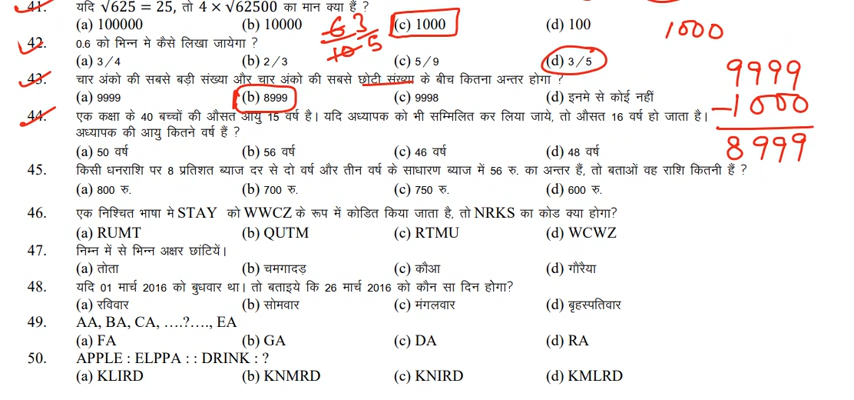 41. यदि √625 = 25, तो 4 × √62500 का मान क्या हैं ?
(a) 100000 (b) 10000 (c) 1000 (d) 100
1000
42. 0.6 को भिन्न मे कैसे लिखा जायेगा ?
6 3
10 5
(a) 3/4 (b) 2/3 (c) 5/9 (d) 3/5
43. चार अंको की सबसे बड़ी संख्या और चार अंको की सबसे छोटी संख्या के बीच कितना अन्तर होगा ?
(a) 9999 (b) 8999 (c) 9998 (d) इनमे से कोई नहीं
9999
-1000
8999
44. एक कक्षा के 40 बच्चों की औसत आयु 15 वर्ष है। यदि अध्यापक को भी सम्मिलित कर लिया जाये, तो औसत 16 वर्ष हो जाता है।
अध्यापक की आयु कितने वर्ष हैं ?
(a) 50 वर्ष (b) 56 वर्ष (c) 46 वर्ष (d) 48 वर्ष
45. किसी धनराशि पर 8 प्रतिशत ब्याज दर से दो वर्ष और तीन वर्ष के साधारण ब्याज में 56 रु. का अन्तर हैं, तो बताओं वह राशि कितनी हैं ?
(a) 800 रु. (b) 700 रु. (c) 750 रु. (d) 600 रु.
46. एक निश्चित भाषा मे STAY को WWCZ के रूप में कोडित किया जाता है, तो NRKS का कोड क्या होगा?
(a) RUMT (b) QUTM (c) RTMU (d) WCWZ
47. निम्न में से भिन्न अक्षर छांटियें।
(a) तोता (b) चमगादड़ (c) कौआ (d) गौरैया
48. यदि 01 मार्च 2016 को बुधवार था। तो बताइये कि 26 मार्च 2016 को कौन सा दिन होगा?
(a) रविवार (b) सोमवार (c) मंगलवार (d) बृहस्पतिवार
49. AA, BA, CA, ….?…., EA
(a) FA (b) GA (c) DA (d) RA
50. APPLE : ELPPA : : DRINK : ?
(a) KLIRD (b) KNMRD (c) KNIRD (d) KMLRD